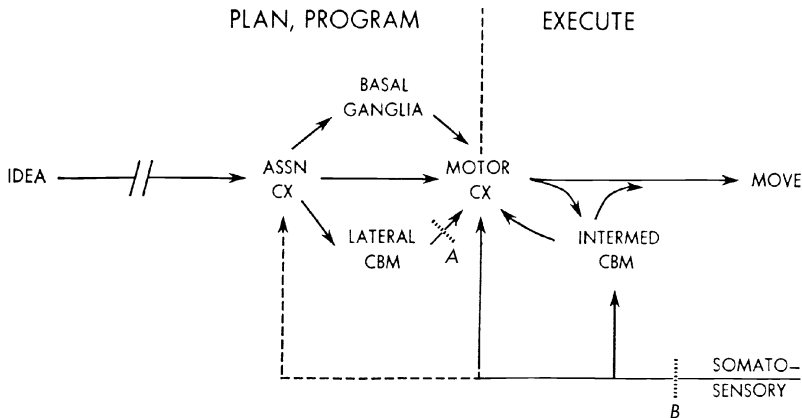 PLAN, PROGRAM
EXECUTE
BASAL
GANGLIA
IDEA
ASSN
CX
MOTOR
CX
MOVE
LATERAL
CBM
A
INTERMED
CBM
SOMATO-
SENSORY
B